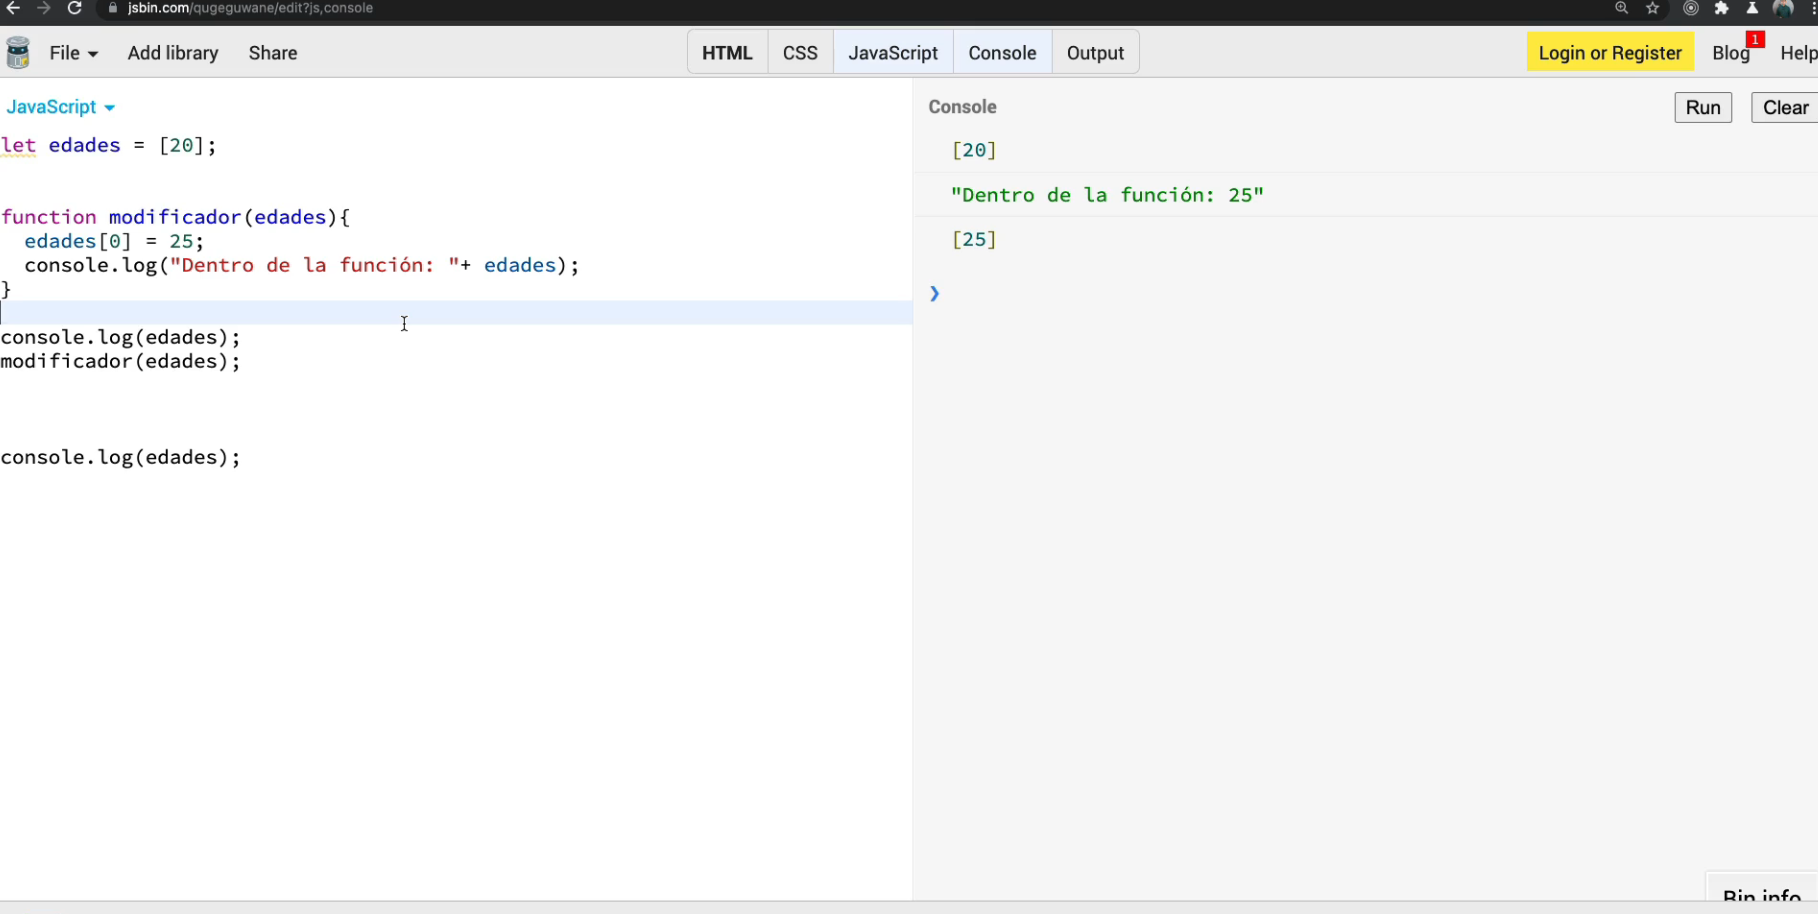 jsbin.com/qugeguwane/edit?js,console
File Add library Share HTML CSS JavaScript Console Output Login or Register Blog 1 Help
JavaScript
let edades = [20];
function modificador(edades){
edades[0] = 25;
console.log("Dentro de la función: "+ edades);
}
console.log(edades);
modificador(edades);
console.log(edades);
Console Run Clear
[20]
"Dentro de la función: 25"
[25]
❯
Bin info